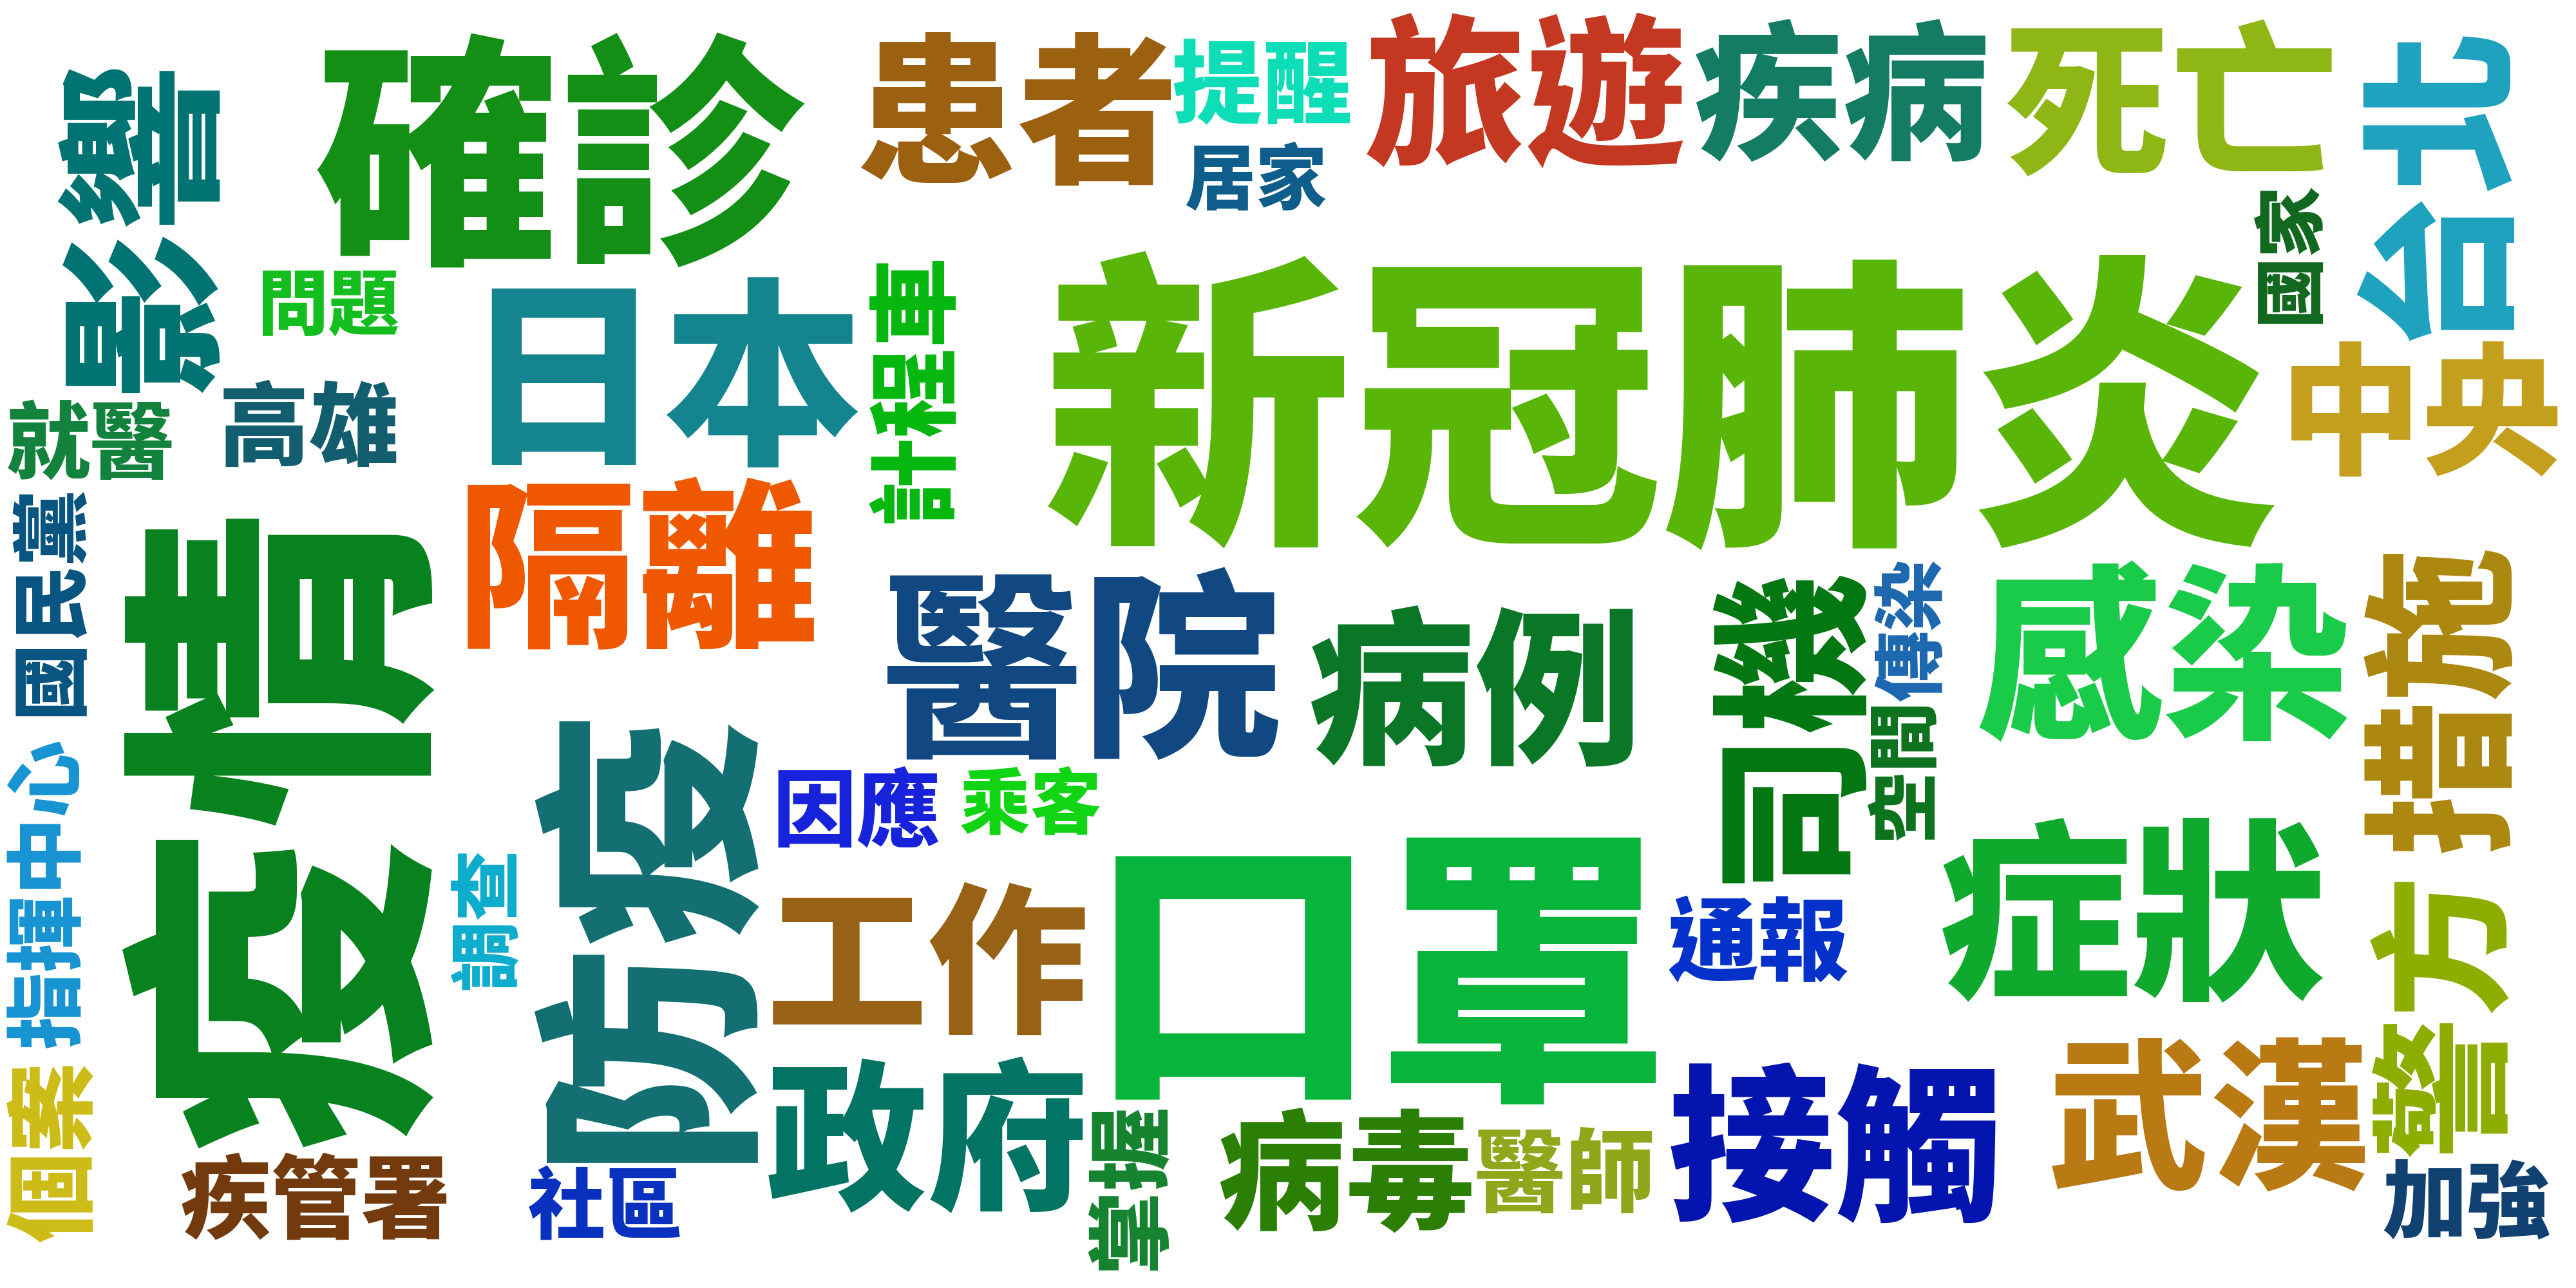 確診
患者
提醒
旅遊
疾病
死亡
台北
影響
居家
國家
問題
日本
計程車
新冠肺炎
中央
就醫
高雄
隔離
國民黨
疫情
醫院
病例
司機
傳染
感染
措施
空間
防疫
因應
乘客
口罩
症狀
指揮中心
調查
工作
通報
警方
政府
接觸
武漢
個案
疾管署
社區
掌握
病毒
醫師
加強